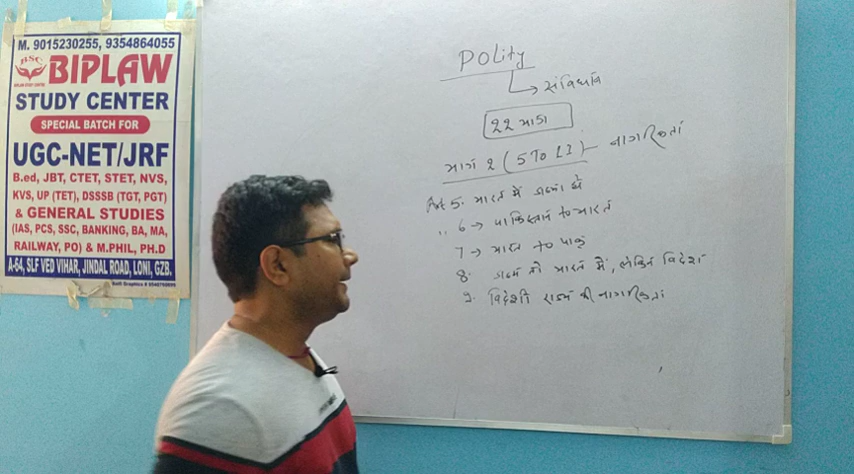 M. 9015230255, 9354864055
BSC
BIPLAW
STUDY CENTER
SPECIAL BATCH FOR
UGC-NET/JRF
B.ed, JBT, CTET, STET, NVS,
KVS, UP (TET), DSSSB (TGT, PGT)
& GENERAL STUDIES
(IAS, PCS, SSC, BANKING, BA, MA,
RAILWAY, PO) & M.PHIL, PH.D
A-64, SLF VED VIHAR, JINDAL ROAD, LONI, GZB.
Polity
संविधान
22 भाग
भाग 2 (5 TO 11) - नागरिकता
5. भारत में जन्म
6 → पाकिस्तान to भारत
7 → भारत to पाक
8. जन्म तो भारत में, लेकिन विदेश
9. विदेशी राज्य की नागरिकता